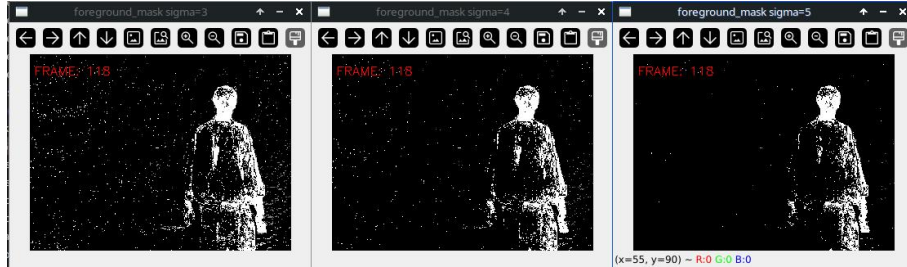 foreground_mask sigma=3
foreground_mask sigma=4
foreground_mask sigma=5
FRAME: 118
FRAME: 118
FRAME: 118
(x=55, y=90) ~ R:0 G:0 B:0